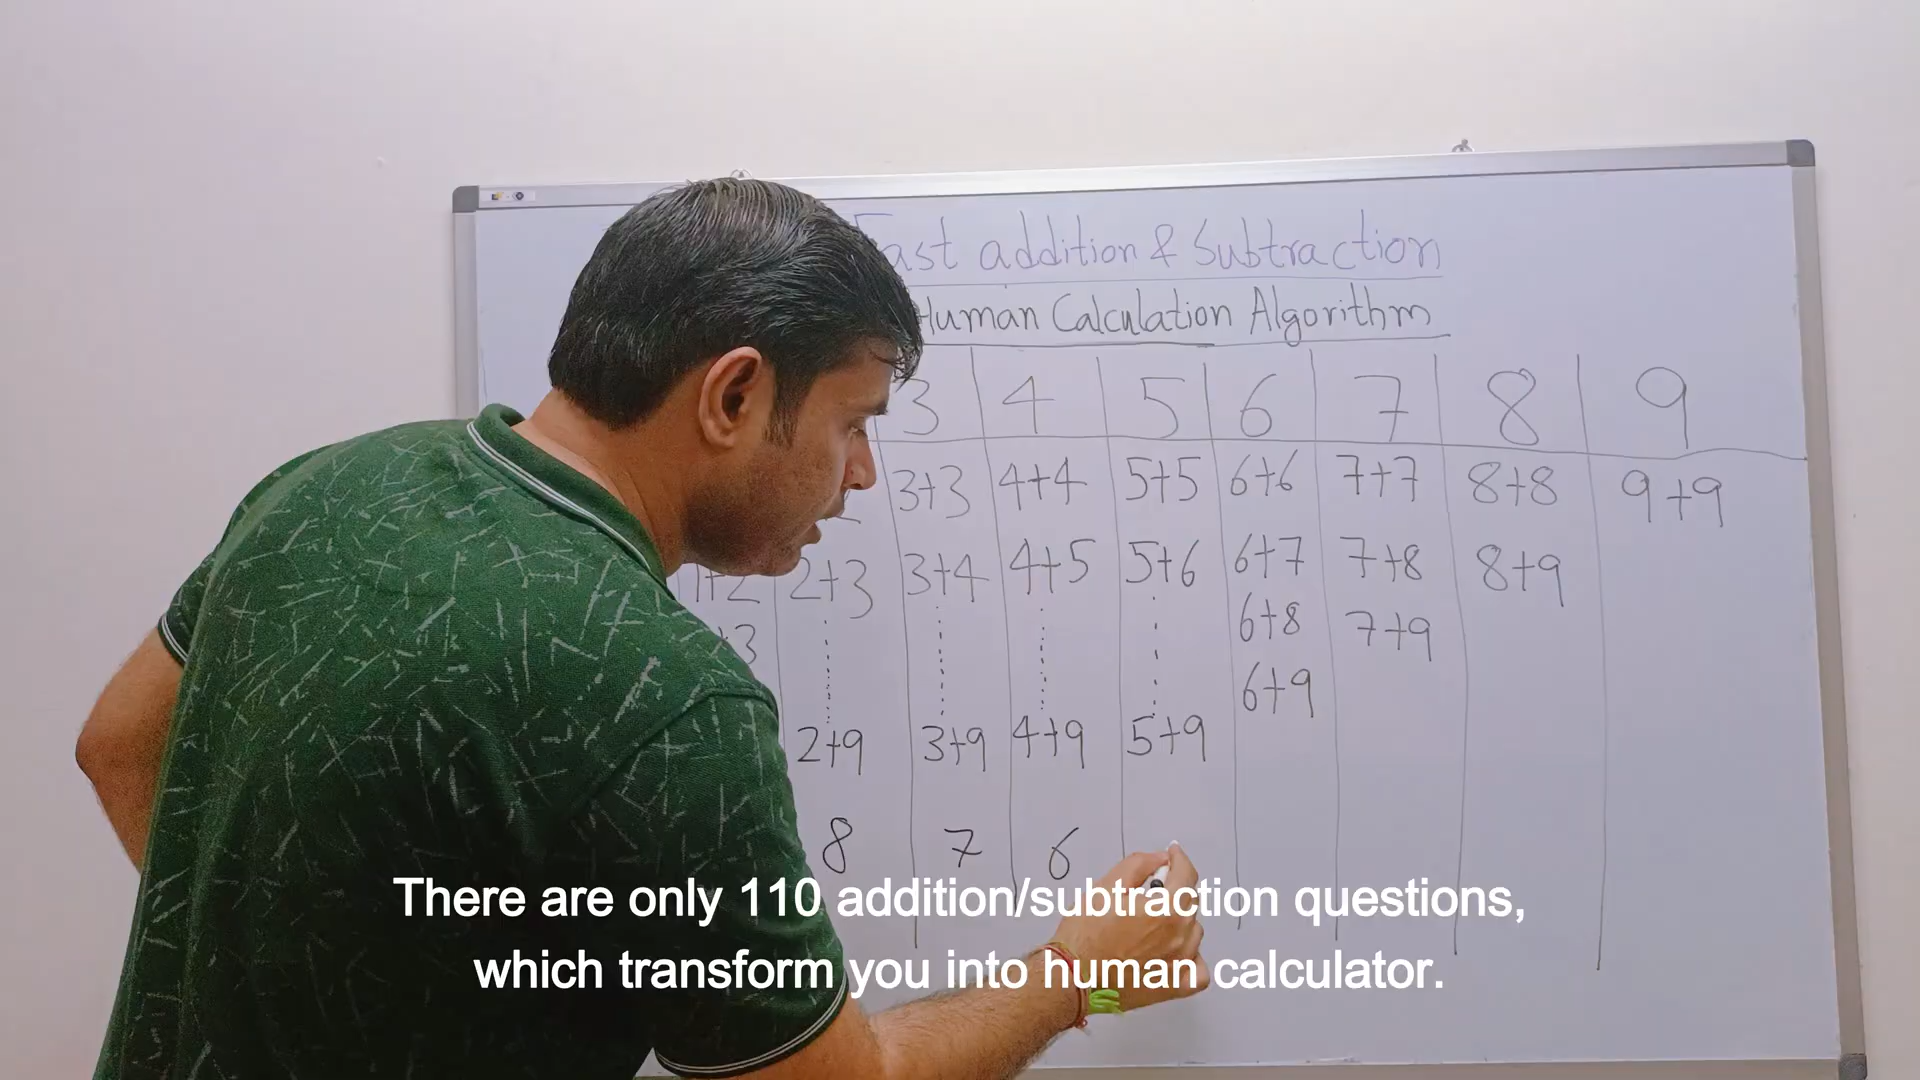 Fast addition & Subtraction
Human Calculation Algorithm
3 4 5 6 7 8 9
3+3 4+4 5+5 6+6 7+7 8+8 9+9
1+2 2+3 3+4 4+5 5+6 6+7 7+8 8+9
6+8 7+9
6+9
2+9 3+9 4+9 5+9
8 7 6
There are only 110 addition/subtraction questions,
which transform you into human calculator.